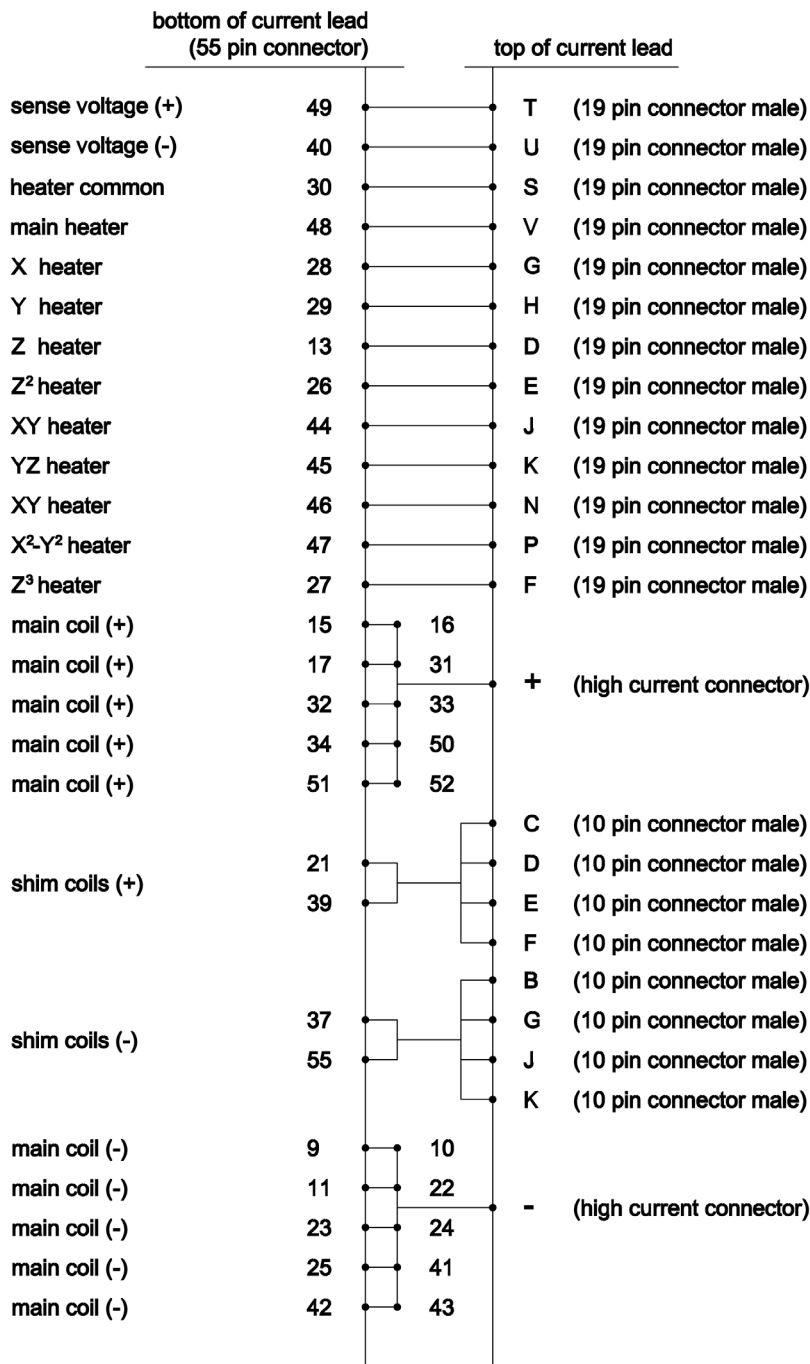 bottom of current lead
(55 pin connector)
top of current lead
sense voltage (+) 49 T (19 pin connector male)
sense voltage (-) 40 U (19 pin connector male)
heater common 30 S (19 pin connector male)
main heater 48 V (19 pin connector male)
X heater 28 G (19 pin connector male)
Y heater 29 H (19 pin connector male)
Z heater 13 D (19 pin connector male)
Z² heater 26 E (19 pin connector male)
XY heater 44 J (19 pin connector male)
YZ heater 45 K (19 pin connector male)
XY heater 46 N (19 pin connector male)
X²-Y² heater 47 P (19 pin connector male)
Z³ heater 27 F (19 pin connector male)
main coil (+) 15 16
main coil (+) 17 31
+ (high current connector)
main coil (+) 32 33
main coil (+) 34 50
main coil (+) 51 52
C (10 pin connector male)
21 D (10 pin connector male)
shim coils (+)
39 E (10 pin connector male)
F (10 pin connector male)
B (10 pin connector male)
37 G (10 pin connector male)
shim coils (-)
55 J (10 pin connector male)
K (10 pin connector male)
main coil (-) 9 10
main coil (-) 11 22
- (high current connector)
main coil (-) 23 24
main coil (-) 25 41
main coil (-) 42 43